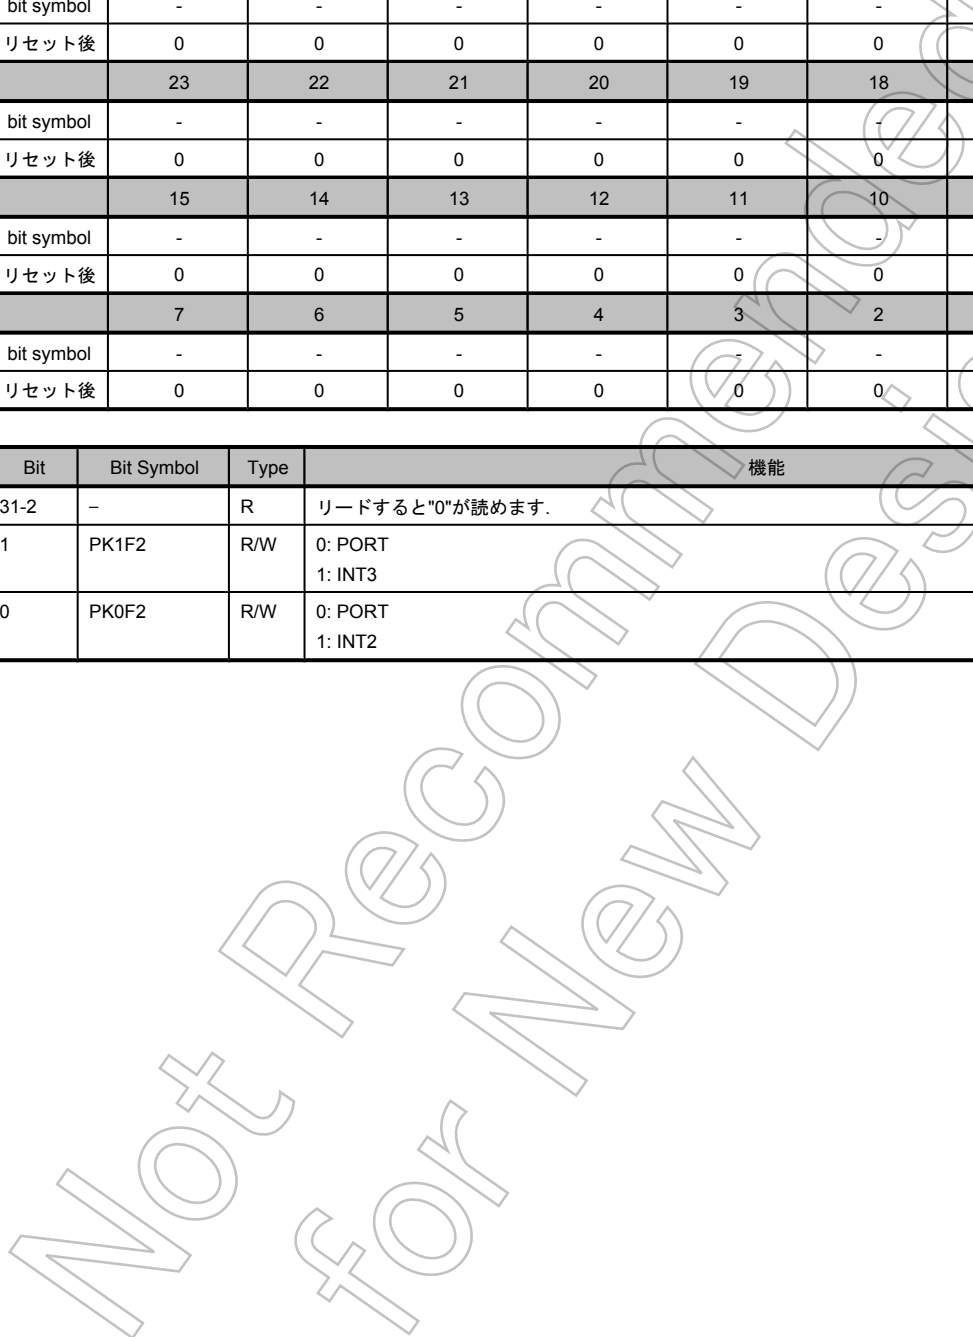 bit symbol - - - - - -
リセット後 0 0 0 0 0 0
23 22 21 20 19 18
bit symbol - - - - - -
リセット後 0 0 0 0 0 0
15 14 13 12 11 10
bit symbol - - - - - -
リセット後 0 0 0 0 0 0
7 6 5 4 3 2
bit symbol - - - - - -
リセット後 0 0 0 0 0 0
Bit Bit Symbol Type 機能
31-2 – R リードすると"0"が読めます.
1 PK1F2 R/W 0: PORT
1: INT3
0 PK0F2 R/W 0: PORT
1: INT2
Not Recommended
for New Desi